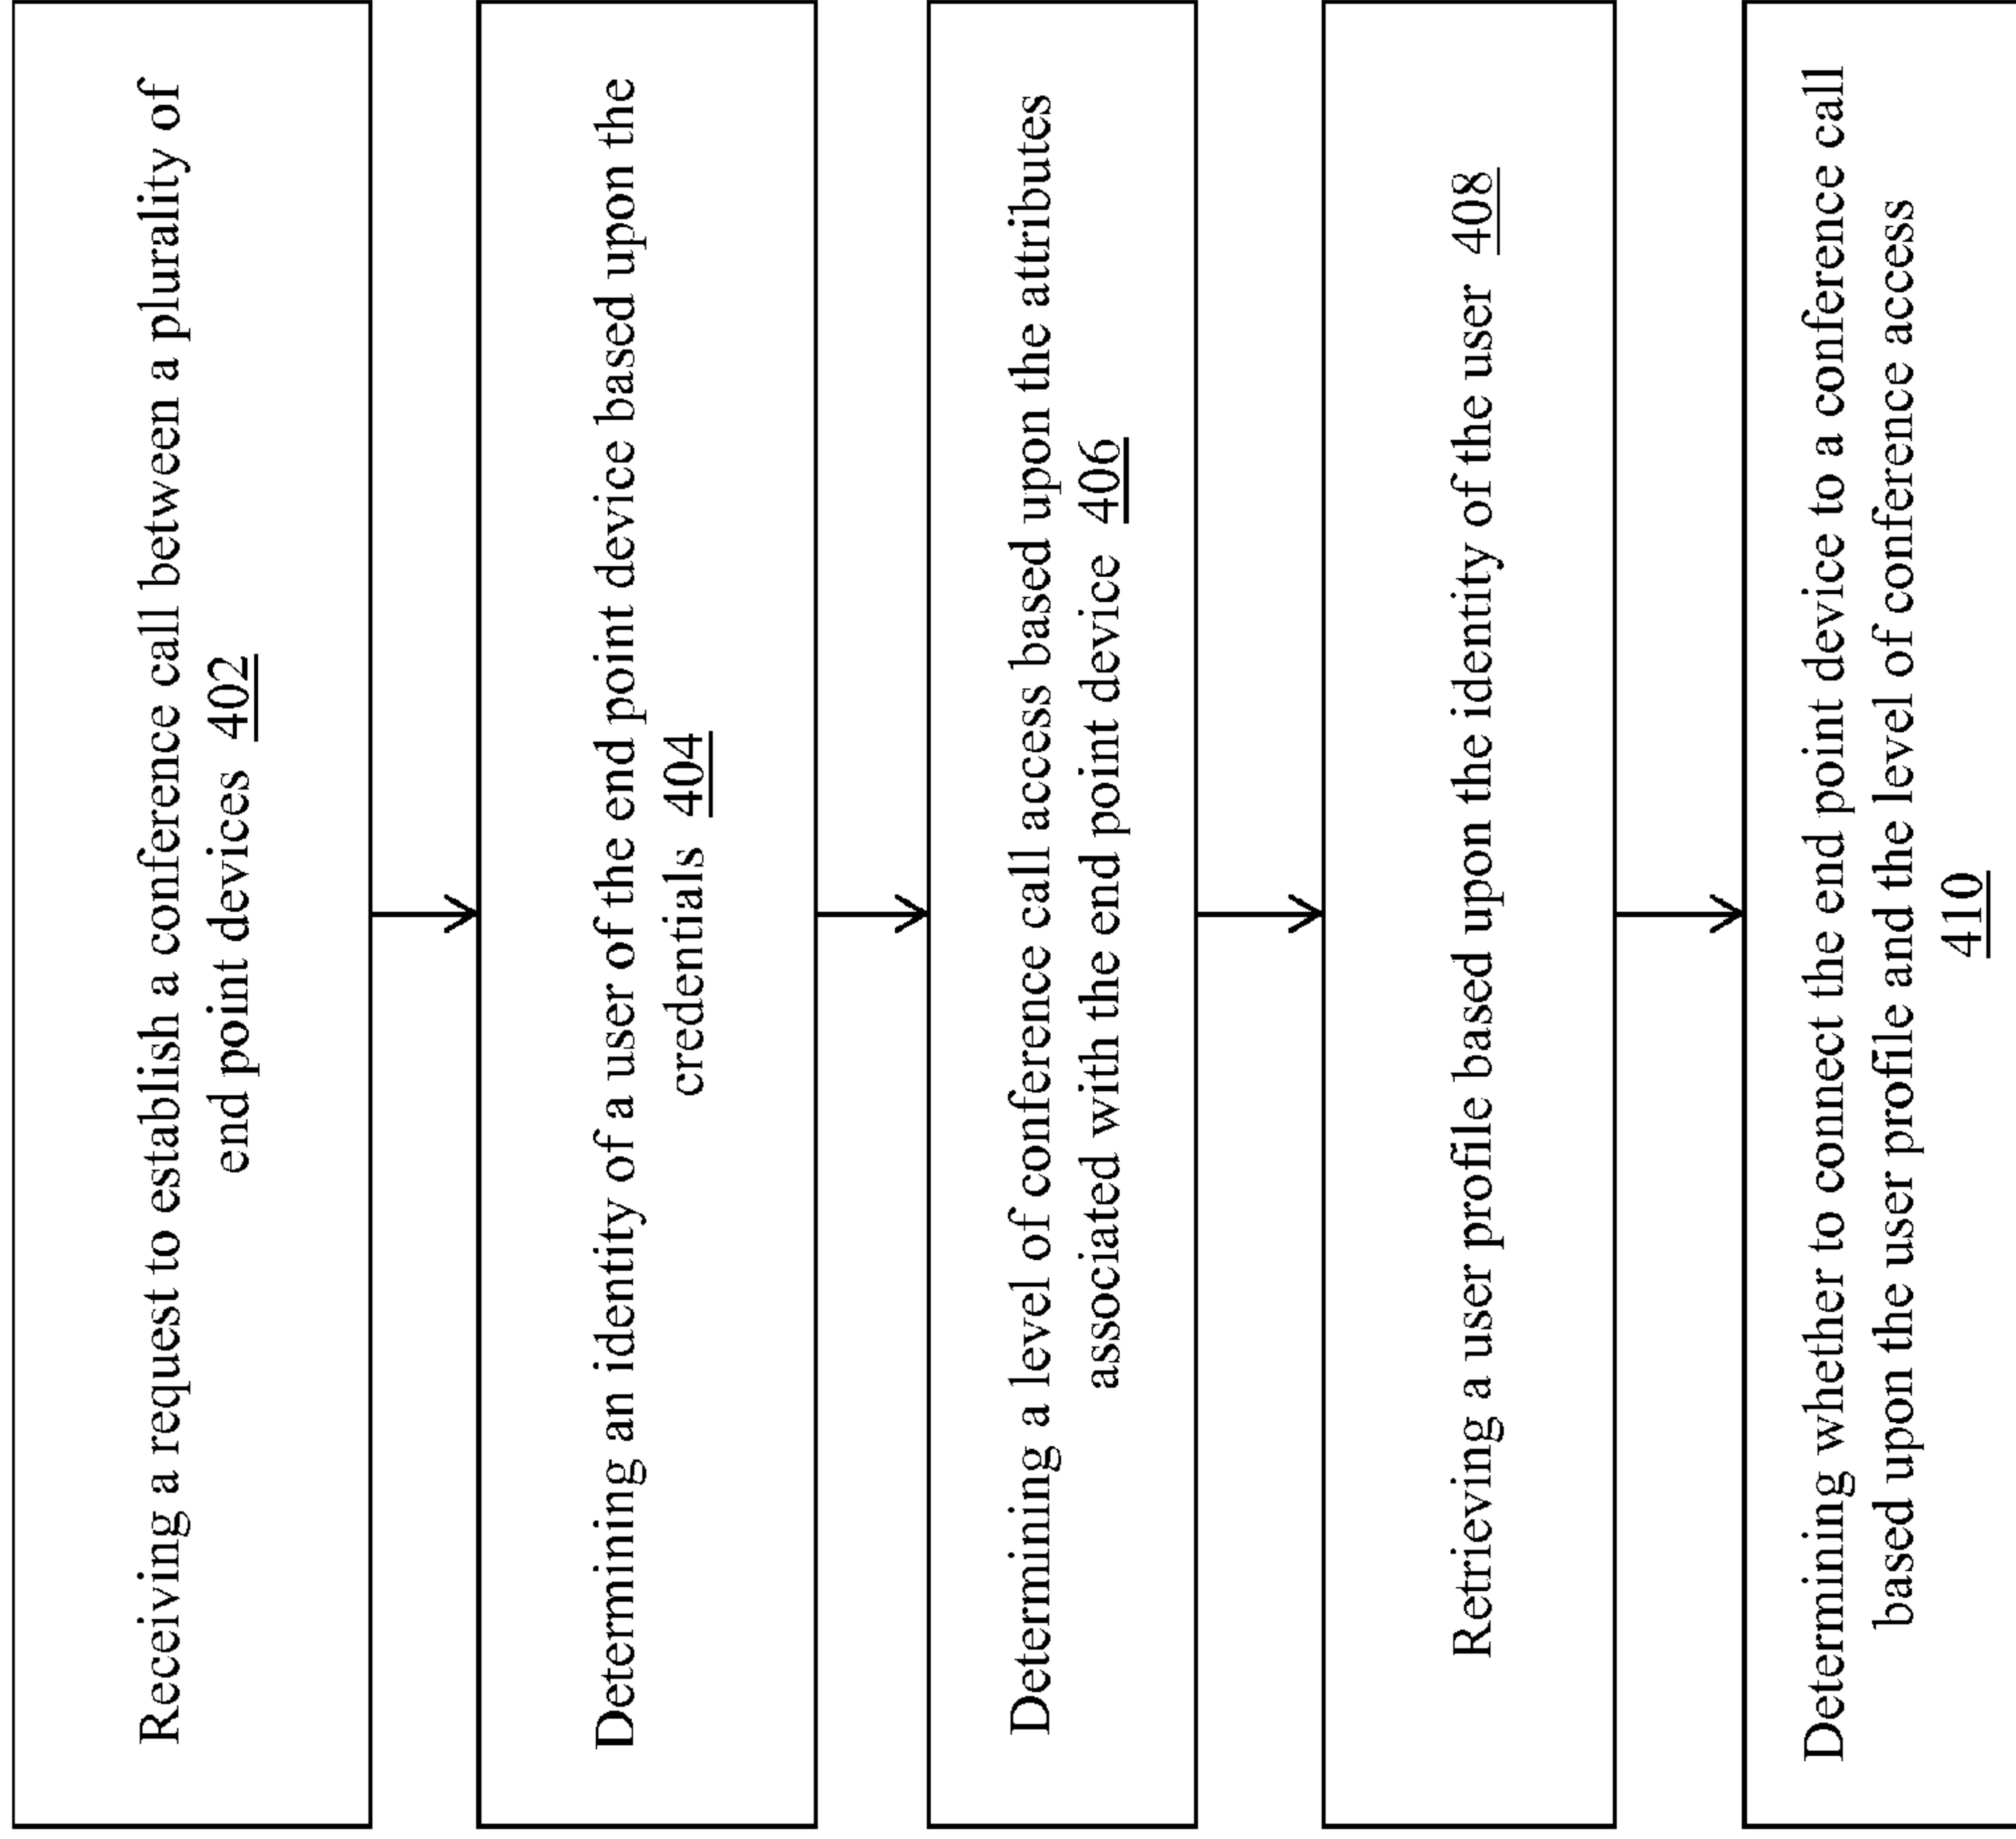 Receiving a request to establish a conference call between a plurality of
end point devices 402
Determining an identity of a user of the end point device based upon the
credentials 404
Determining a level of conference call access based upon the attributes
associated with the end point device 406
Retrieving a user profile based upon the identity of the user 408
Determining whether to connect the end point device to a conference call
based upon the user profile and the level of conference access
410